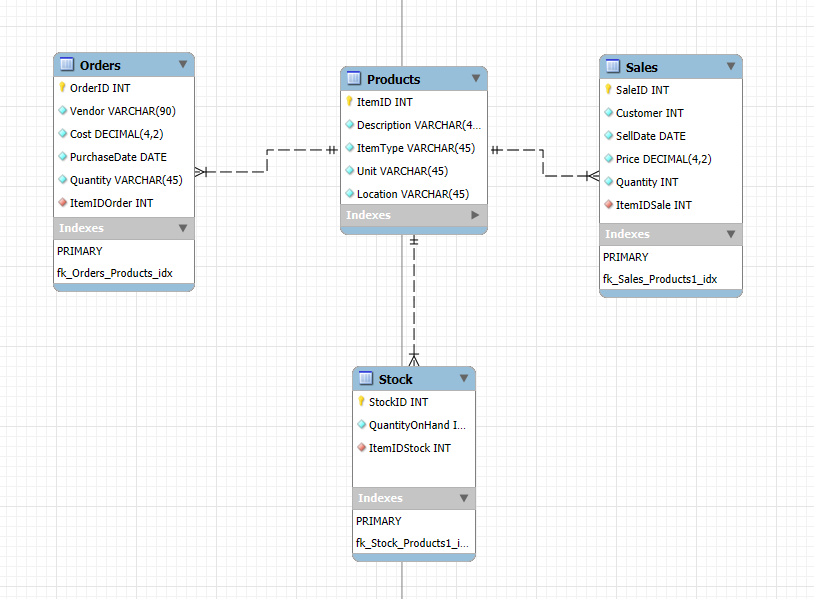 Orders
OrderID INT
Vendor VARCHAR(90)
Cost DECIMAL(4,2)
PurchaseDate DATE
Quantity VARCHAR(45)
ItemIDOrder INT
Indexes
PRIMARY
fk_Orders_Products_idx
Products
ItemID INT
Description VARCHAR(4...
ItemType VARCHAR(45)
Unit VARCHAR(45)
Location VARCHAR(45)
Indexes
Sales
SaleID INT
Customer INT
SellDate DATE
Price DECIMAL(4,2)
Quantity INT
ItemIDSale INT
Indexes
PRIMARY
fk_Sales_Products1_idx
Stock
StockID INT
QuantityOnHand I...
ItemIDStock INT
Indexes
PRIMARY
fk_Stock_Products1_i...